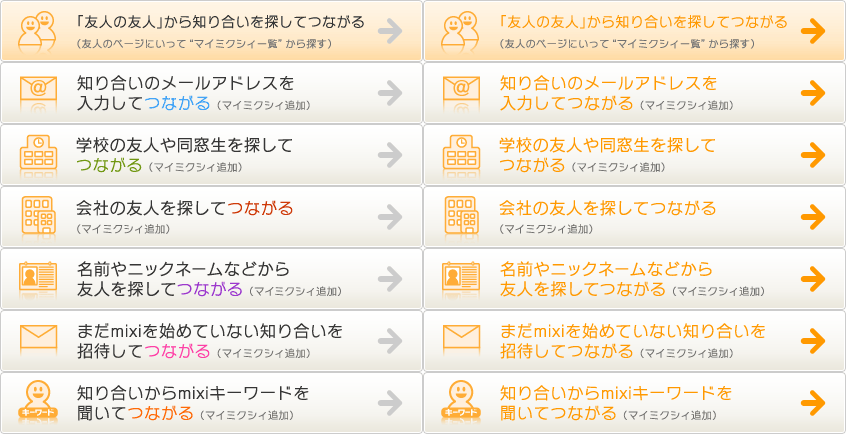 「友人の友人」から知り合いを探してつながる
（友人のページにいって “マイミクシィ一覧” から探す）
知り合いのメールアドレスを
入力してつながる（マイミクシィ追加）
学校の友人や同窓生を探して
つながる（マイミクシィ追加）
会社の友人を探してつながる
（マイミクシィ追加）
名前やニックネームなどから
友人を探してつながる（マイミクシィ追加）
まだmixiを始めていない知り合いを
招待してつながる（マイミクシィ追加）
キーワード
知り合いからmixiキーワードを
聞いてつながる（マイミクシィ追加）
「友人の友人」から知り合いを探してつながる
（友人のページにいって “マイミクシィ一覧” から探す）
知り合いのメールアドレスを
入力してつながる（マイミクシィ追加）
学校の友人や同窓生を探して
つながる（マイミクシィ追加）
会社の友人を探してつながる
（マイミクシィ追加）
名前やニックネームなどから
友人を探してつながる（マイミクシィ追加）
まだmixiを始めていない知り合いを
招待してつながる（マイミクシィ追加）
キーワード
知り合いからmixiキーワードを
聞いてつながる（マイミクシィ追加）